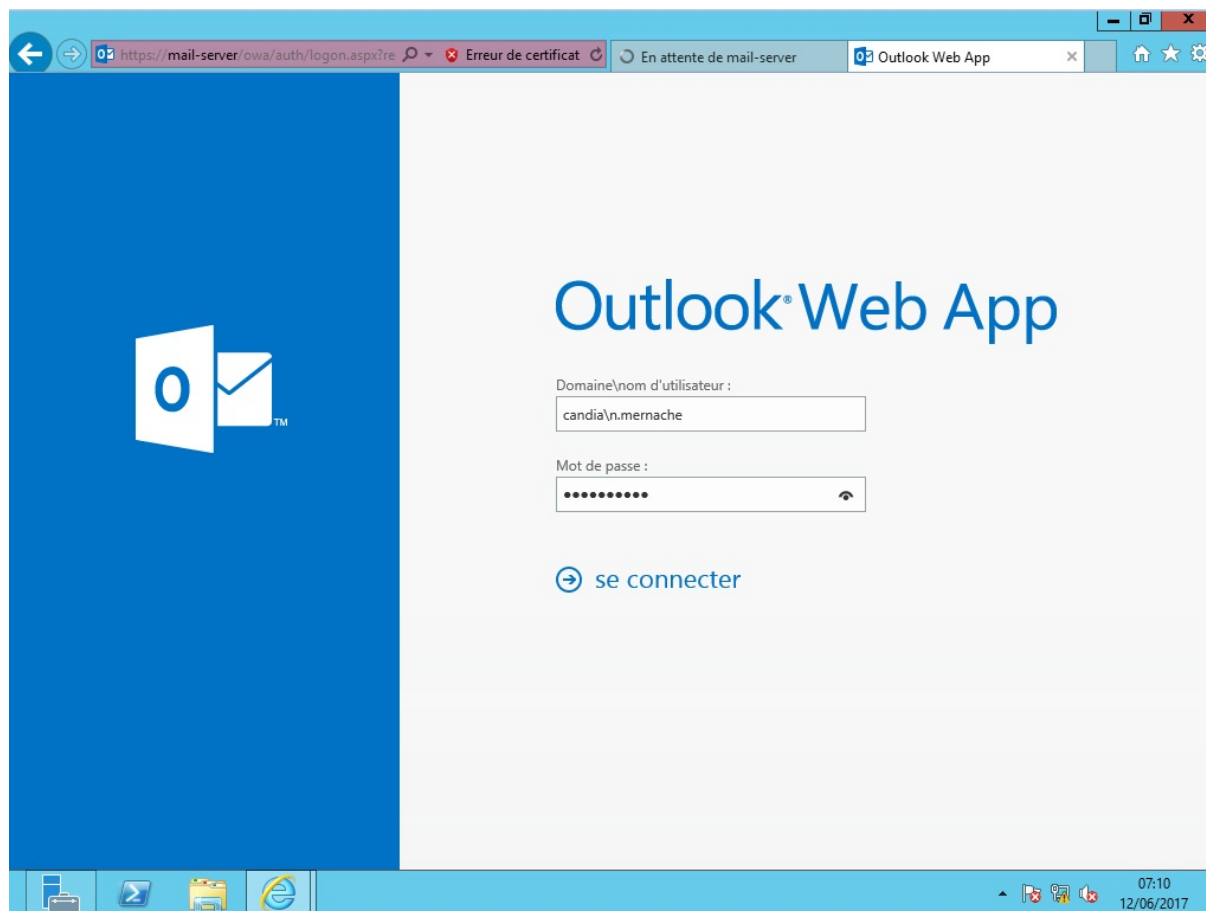 https://mail-server/owa/auth/logon.aspx?re
Erreur de certificat
En attente de mail-server
Outlook Web App
Outlook® Web App
Domaine\nom d'utilisateur :
candia\n.mernache
Mot de passe :
••••••••••
se connecter
O
TM
07:10
12/06/2017